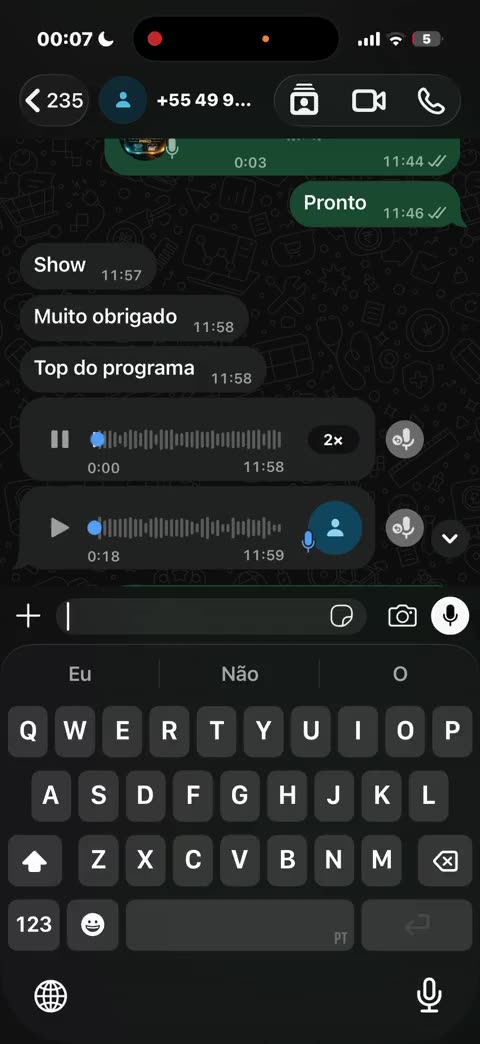 00:07
5
235
+55 49 9...
0:03
11:44
Pronto
11:46
Show
11:57
Muito obrigado
11:58
Top do programa
11:58
2×
0:00
11:58
0:18
11:59
Eu
Não
O
Q W E R T Y U I O P
A S D F G H J K L
Z X C V B N M
123
PT